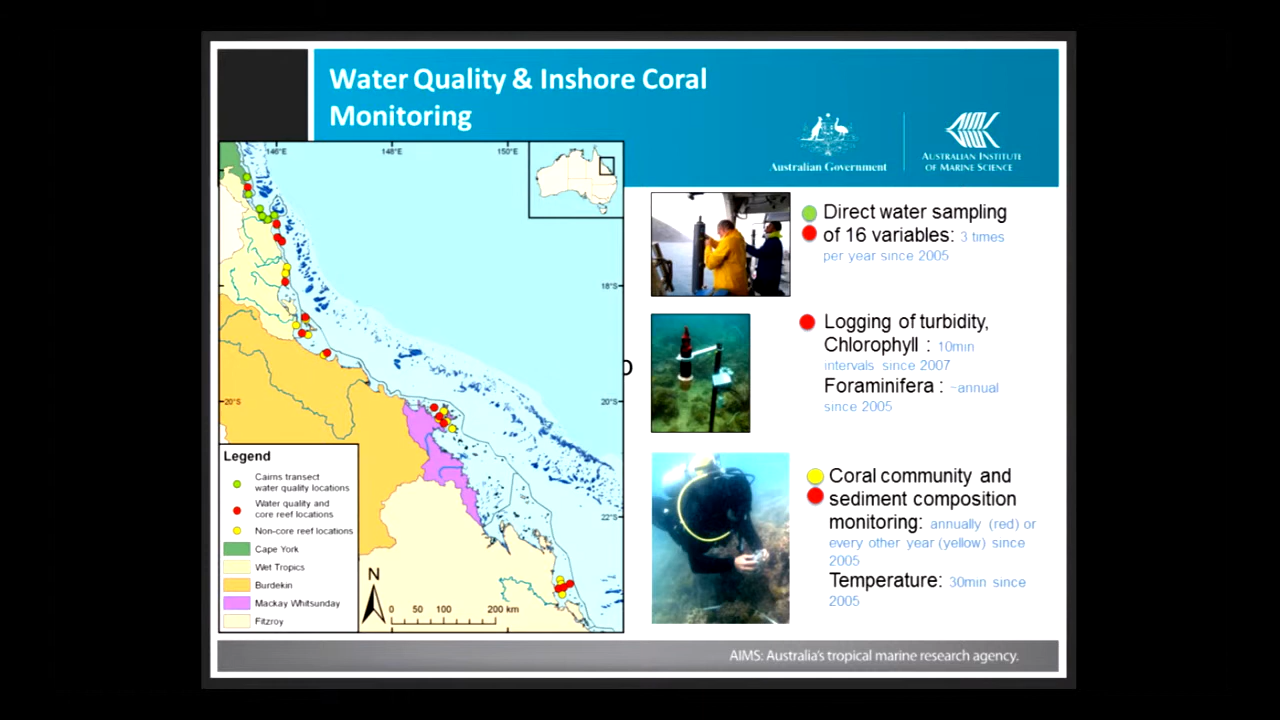 Water Quality & Inshore Coral
Monitoring
Australian Government
AUSTRALIAN INSTITUTE
OF MARINE SCIENCE
146°E
148°E
150°E
18°S
20°S
20°S
22°S
Legend
Cairns transect
water quality locations
Water quality and
core reef locations
Non-core reef locations
Cape York
Wet Tropics
Burdekin
Mackay Whitsunday
Fitzroy
N
0 50 100 200 km
Direct water sampling
of 16 variables: 3 times
per year since 2005
Logging of turbidity,
Chlorophyll : 10min
intervals since 2007
Foraminifera : ~annual
since 2005
Coral community and
sediment composition
monitoring: annually (red) or
every other year (yellow) since
2005
Temperature: 30min since
2005
AIMS: Australia's tropical marine research agency.